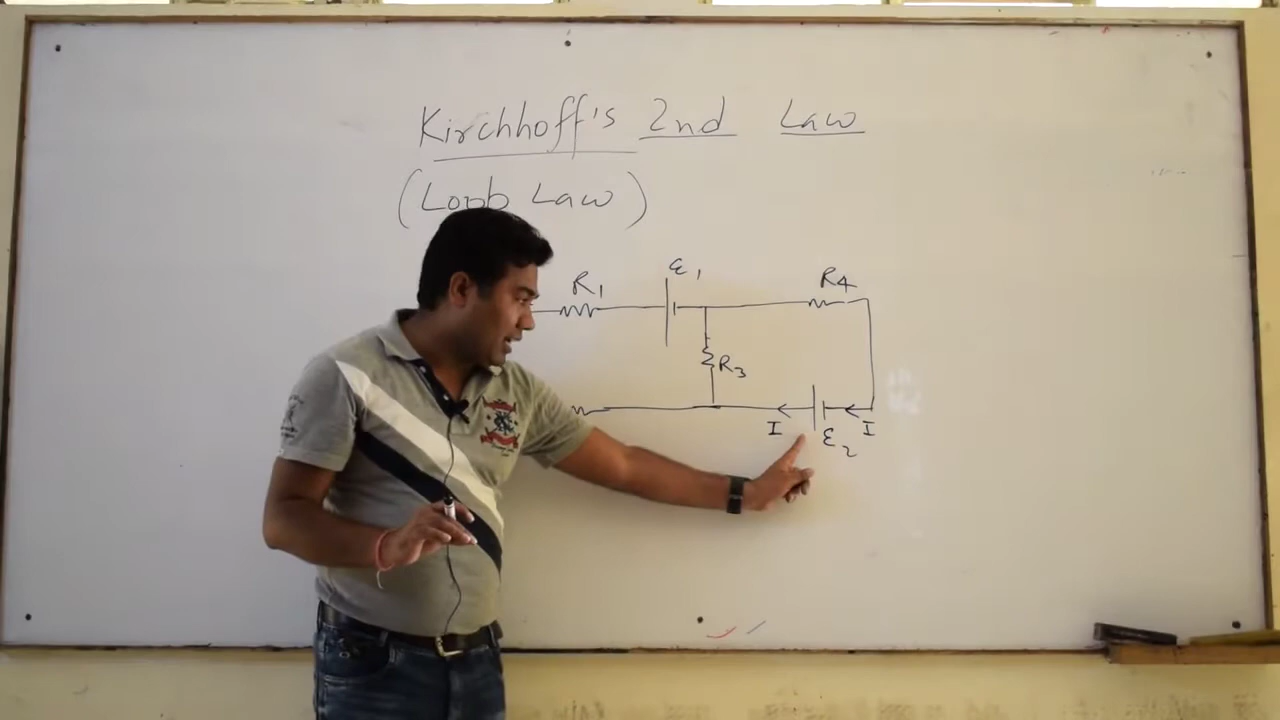 Kirchhoff's 2nd Law
(Loop Law)
R1
ε1
R4
R3
I
ε2
I